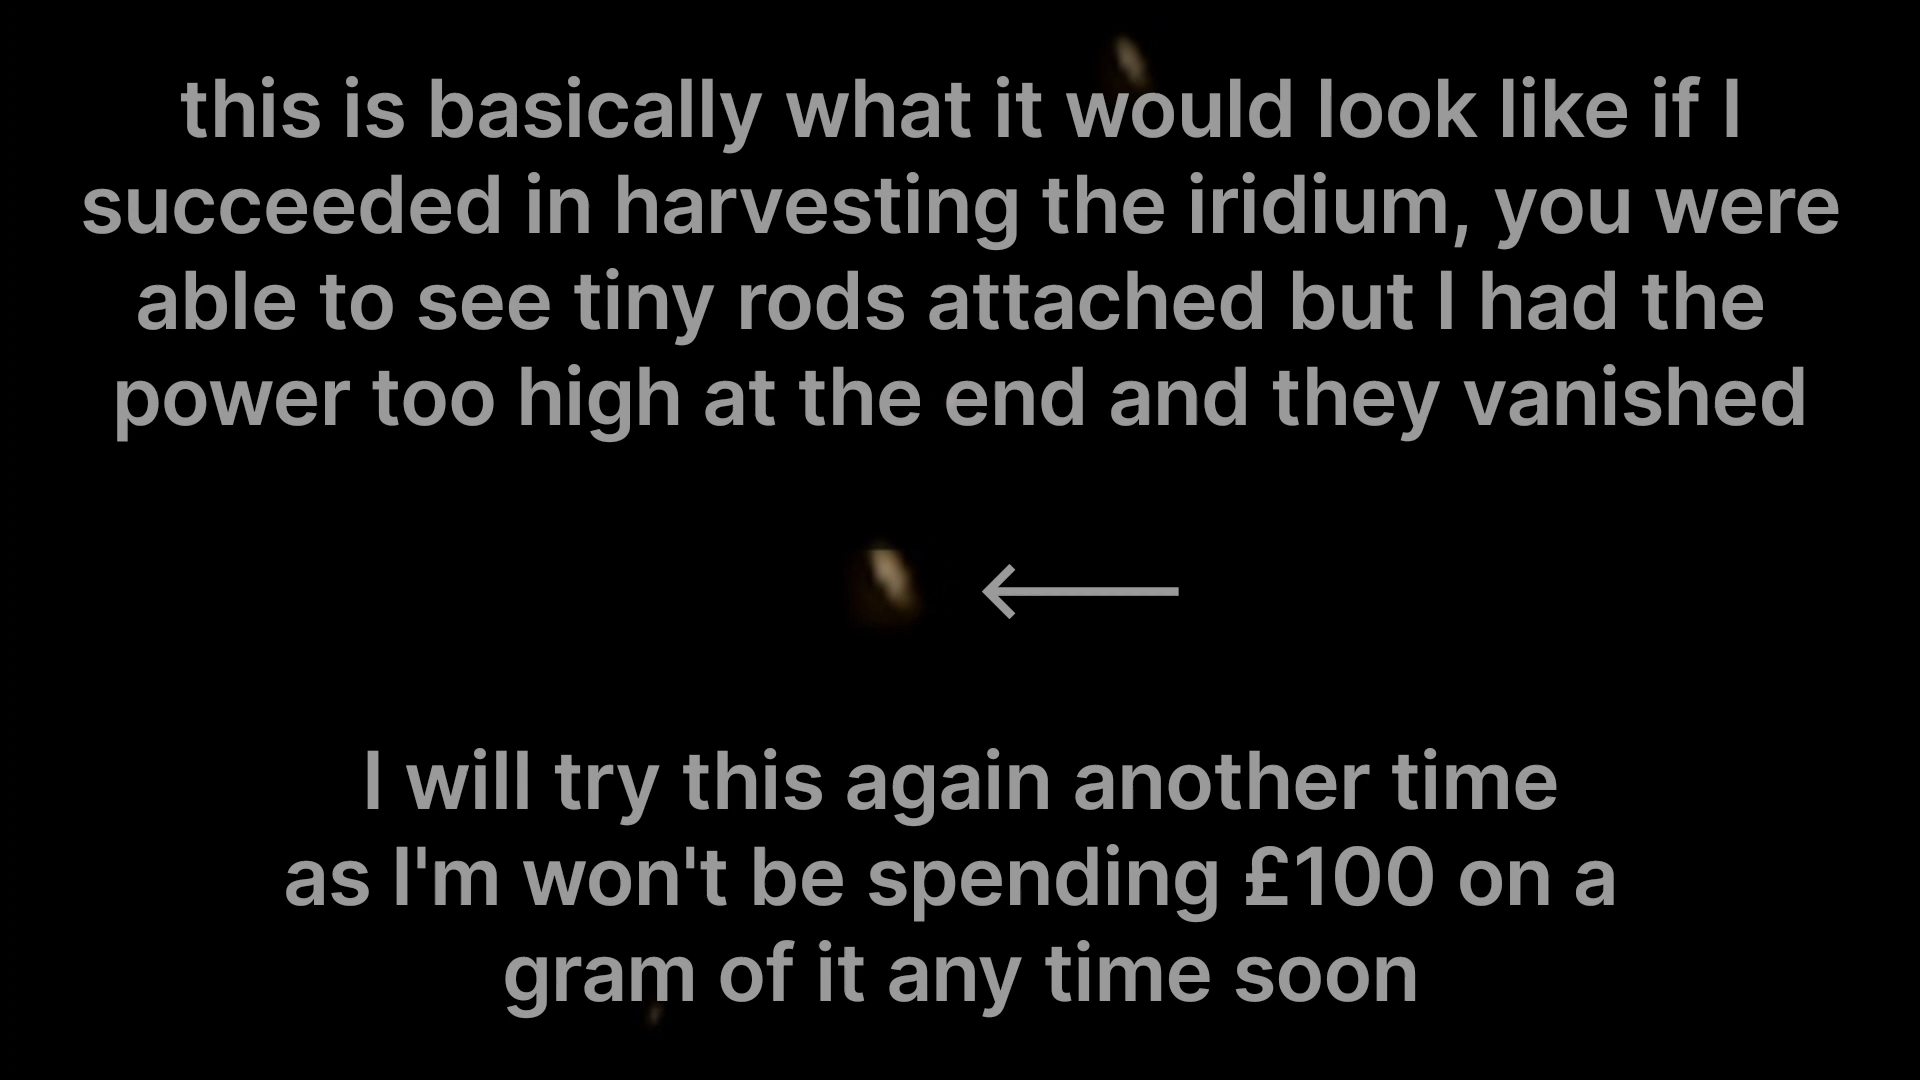 this is basically what it would look like if I
succeeded in harvesting the iridium, you were
able to see tiny rods attached but I had the
power too high at the end and they vanished
I will try this again another time
as I'm won't be spending £100 on a
gram of it any time soon